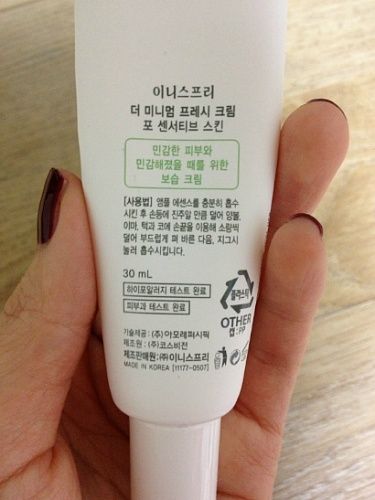 이니스프리
더 미니멈 프레시 크림
포 센서티브 스킨
민감한 피부와
민감해졌을 때를 위한
보습 크림
[사용법] 앰플 에센스를 충분히 흡수
시킨 후 손등에 진주알 만큼 덜어 양볼,
이마, 턱과 코에 손끝을 이용해 소량씩
덜어 부드럽게 펴 바른 다음, 지그시
눌러 흡수시킵니다.
30 mL
하이포알러지 테스트 완료
피부과 테스트 완료
플라스틱
OTHER
캡 : PP
기술제공 : (주) 아모레퍼시픽
제조원 : (주)코스비전
제조판매원 : ㈜이니스프리
MADE IN KOREA [11177-0507]